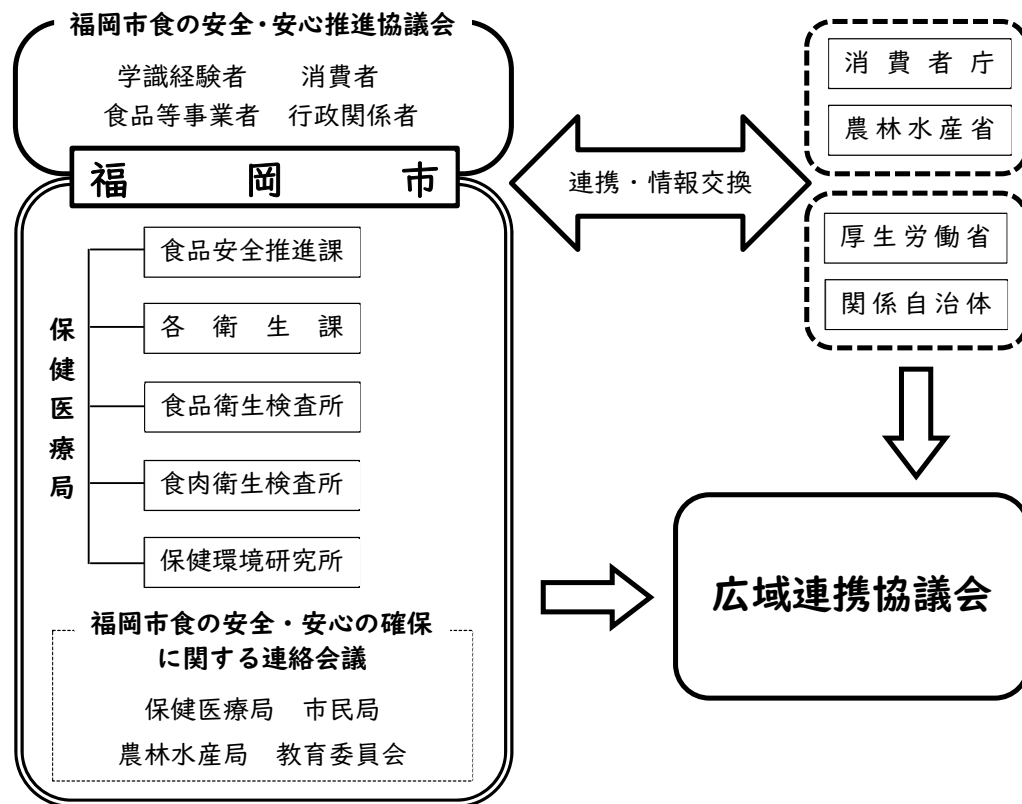 福岡市食の安全・安心推進協議会
学識経験者　消費者
食品等事業者　行政関係者
福岡市
保健医療局
食品安全推進課
各衛生課
食品衛生検査所
食肉衛生検査所
保健環境研究所
福岡市食の安全・安心の確保
に関する連絡会議
保健医療局　市民局
農林水産局　教育委員会
連携・情報交換
消費者庁
農林水産省
厚生労働省
関係自治体
広域連携協議会